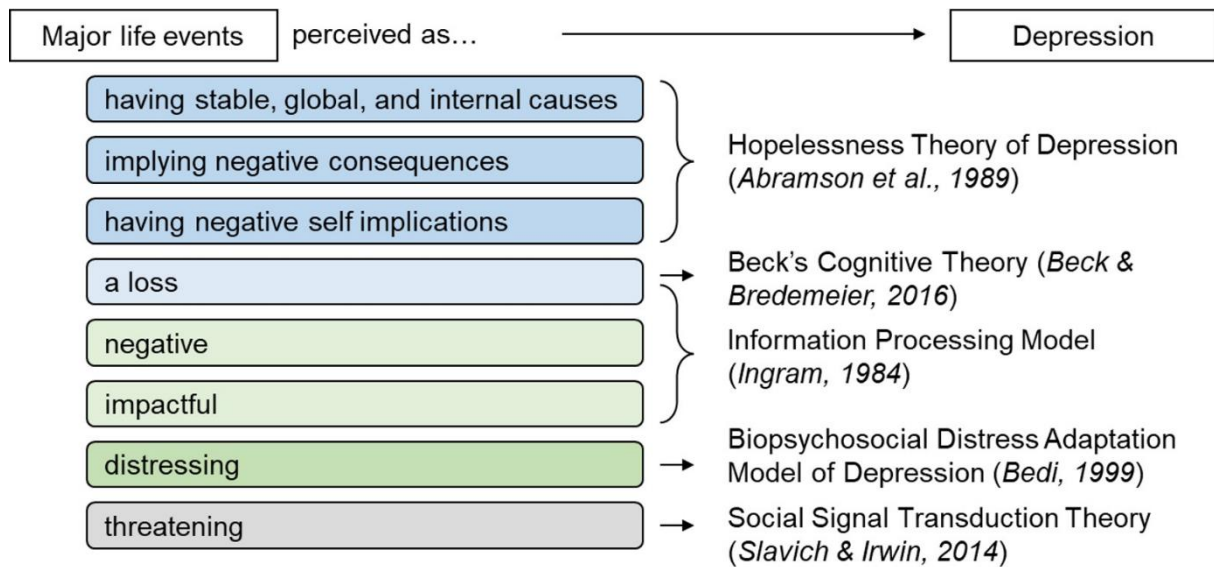 Major life events perceived as… Depression
having stable, global, and internal causes
implying negative consequences
having negative self implications
a loss
negative
impactful
distressing
threatening
Hopelessness Theory of Depression
(Abramson et al., 1989)
Beck’s Cognitive Theory (Beck &
Bredemeier, 2016)
Information Processing Model
(Ingram, 1984)
Biopsychosocial Distress Adaptation
Model of Depression (Bedi, 1999)
Social Signal Transduction Theory
(Slavich & Irwin, 2014)